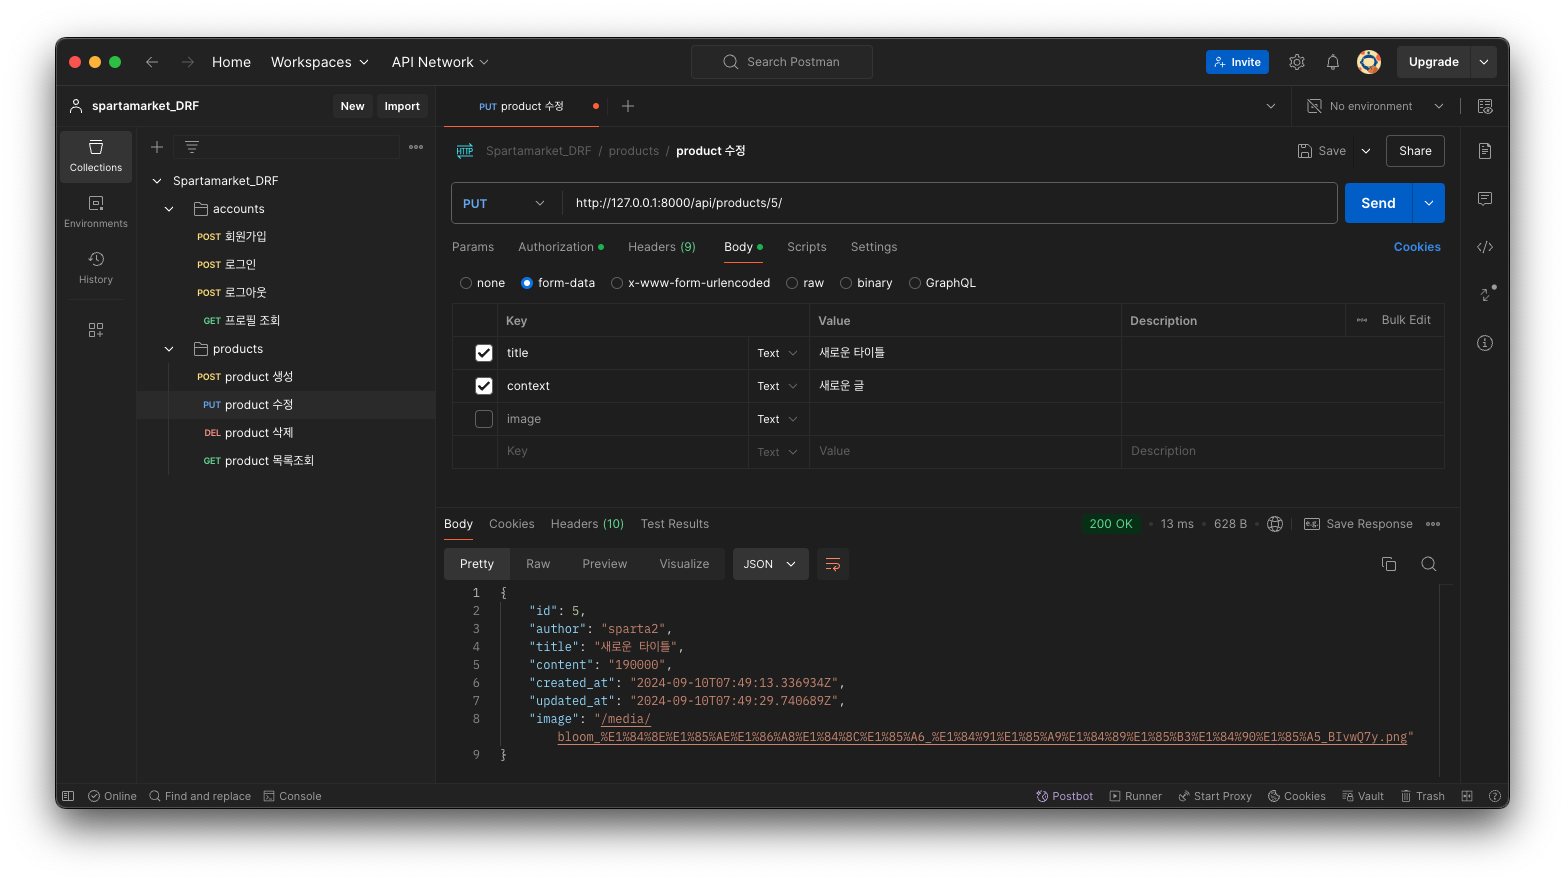 Home Workspaces API Network Search Postman Invite Upgrade
spartamarket_DRF New Import PUT product 수정 No environment
Collections
Environments
History
Spartamarket_DRF
accounts
POST 회원가입
POST 로그인
POST 로그아웃
GET 프로필 조회
products
POST product 생성
PUT product 수정
DEL product 삭제
GET product 목록조회
HTTP Spartamarket_DRF / products / product 수정 Save Share
PUT http://127.0.0.1:8000/api/products/5/ Send
Params Authorization Headers (9) Body Scripts Settings Cookies
none form-data x-www-form-urlencoded raw binary GraphQL
Key Value Description Bulk Edit
title Text 새로운 타이틀
context Text 새로운 글
image Text
Key Text Value Description
Body Cookies Headers (10) Test Results 200 OK 13 ms 628 B e.g. Save Response
Pretty Raw Preview Visualize JSON
1 {
2 "id": 5,
3 "author": "sparta2",
4 "title": "새로운 타이틀",
5 "content": "190000",
6 "created_at": "2024-09-10T07:49:13.336934Z",
7 "updated_at": "2024-09-10T07:49:29.740689Z",
8 "image": "/media/
bloom_%E1%84%8E%E1%85%AE%E1%86%A8%E1%84%8C%E1%85%A6_%E1%84%91%E1%85%A9%E1%84%89%E1%85%B3%E1%84%90%E1%85%A5_BIvwQ7y.png"
9 }
Online Find and replace Console Postbot Runner Start Proxy Cookies Vault Trash